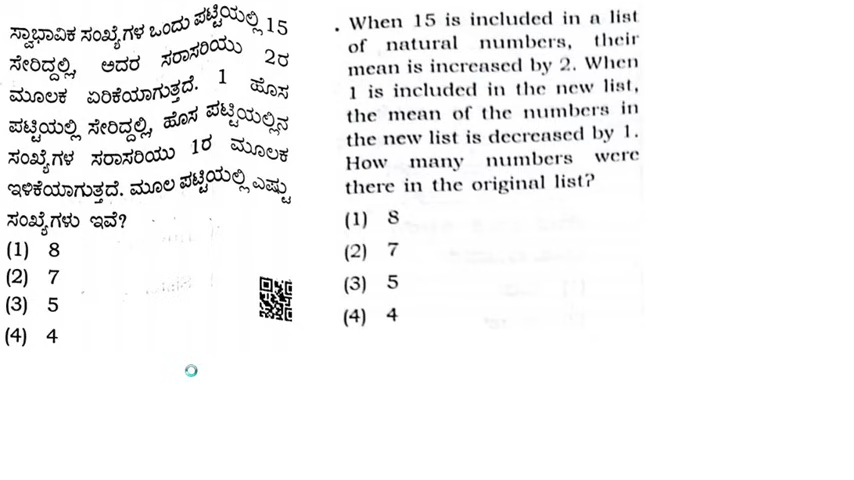 ಸ್ವಾಭಾವಿಕ ಸಂಖ್ಯೆಗಳ ಒಂದು ಪಟ್ಟಿಯಲ್ಲಿ 15
ಸೇರಿದ್ದಲ್ಲಿ, ಅದರ ಸರಾಸರಿಯು 2ರ
ಮೂಲಕ ಏರಿಕೆಯಾಗುತ್ತದೆ. 1 ಹೊಸ
ಪಟ್ಟಿಯಲ್ಲಿ ಸೇರಿದ್ದಲ್ಲಿ, ಹೊಸ ಪಟ್ಟಿಯಲ್ಲಿನ
ಸಂಖ್ಯೆಗಳ ಸರಾಸರಿಯು 1ರ ಮೂಲಕ
ಇಳಿಕೆಯಾಗುತ್ತದೆ. ಮೂಲ ಪಟ್ಟಿಯಲ್ಲಿ ಎಷ್ಟು
ಸಂಖ್ಯೆಗಳು ಇವೆ?
(1) 8
(2) 7
(3) 5
(4) 4
. When 15 is included in a list
of natural numbers, their
mean is increased by 2. When
1 is included in the new list,
the mean of the numbers in
the new list is decreased by 1.
How many numbers were
there in the original list?
(1) 8
(2) 7
(3) 5
(4) 4